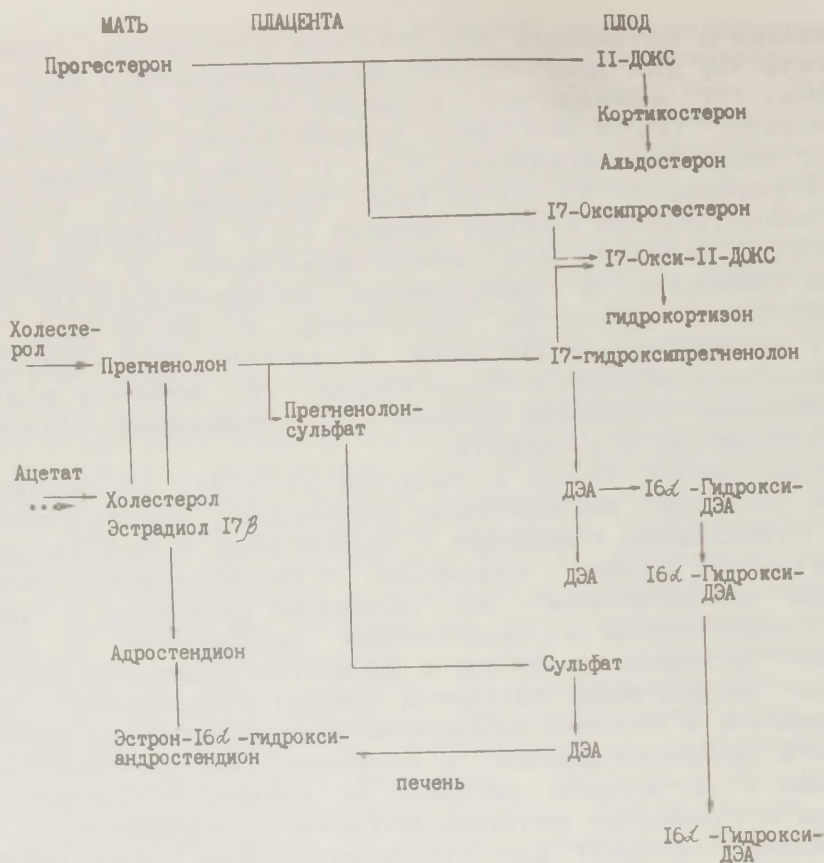 МАТЬ ПЛАЦЕНТА ПЛОД
Прогестерон II-ДОКС
Кортикостерон
Альдостерон
I7-Оксипрогестерон
I7-Окси-II-ДОКС
гидрокортизон
Холесте-
рол
Прегненолон I7-гидроксипрегненолон
Прегненолон-
сульфат
Ацетат
Холестерол
Эстрадиол I7β
ДЭА I6α -Гидрокси-
ДЭА
ДЭА I6α -Гидрокси-
ДЭА
Адростендион
Сульфат
Эстрон-I6α -гидрокси-
андростендион
ДЭА
печень
I6α -Гидрокси-
ДЭА